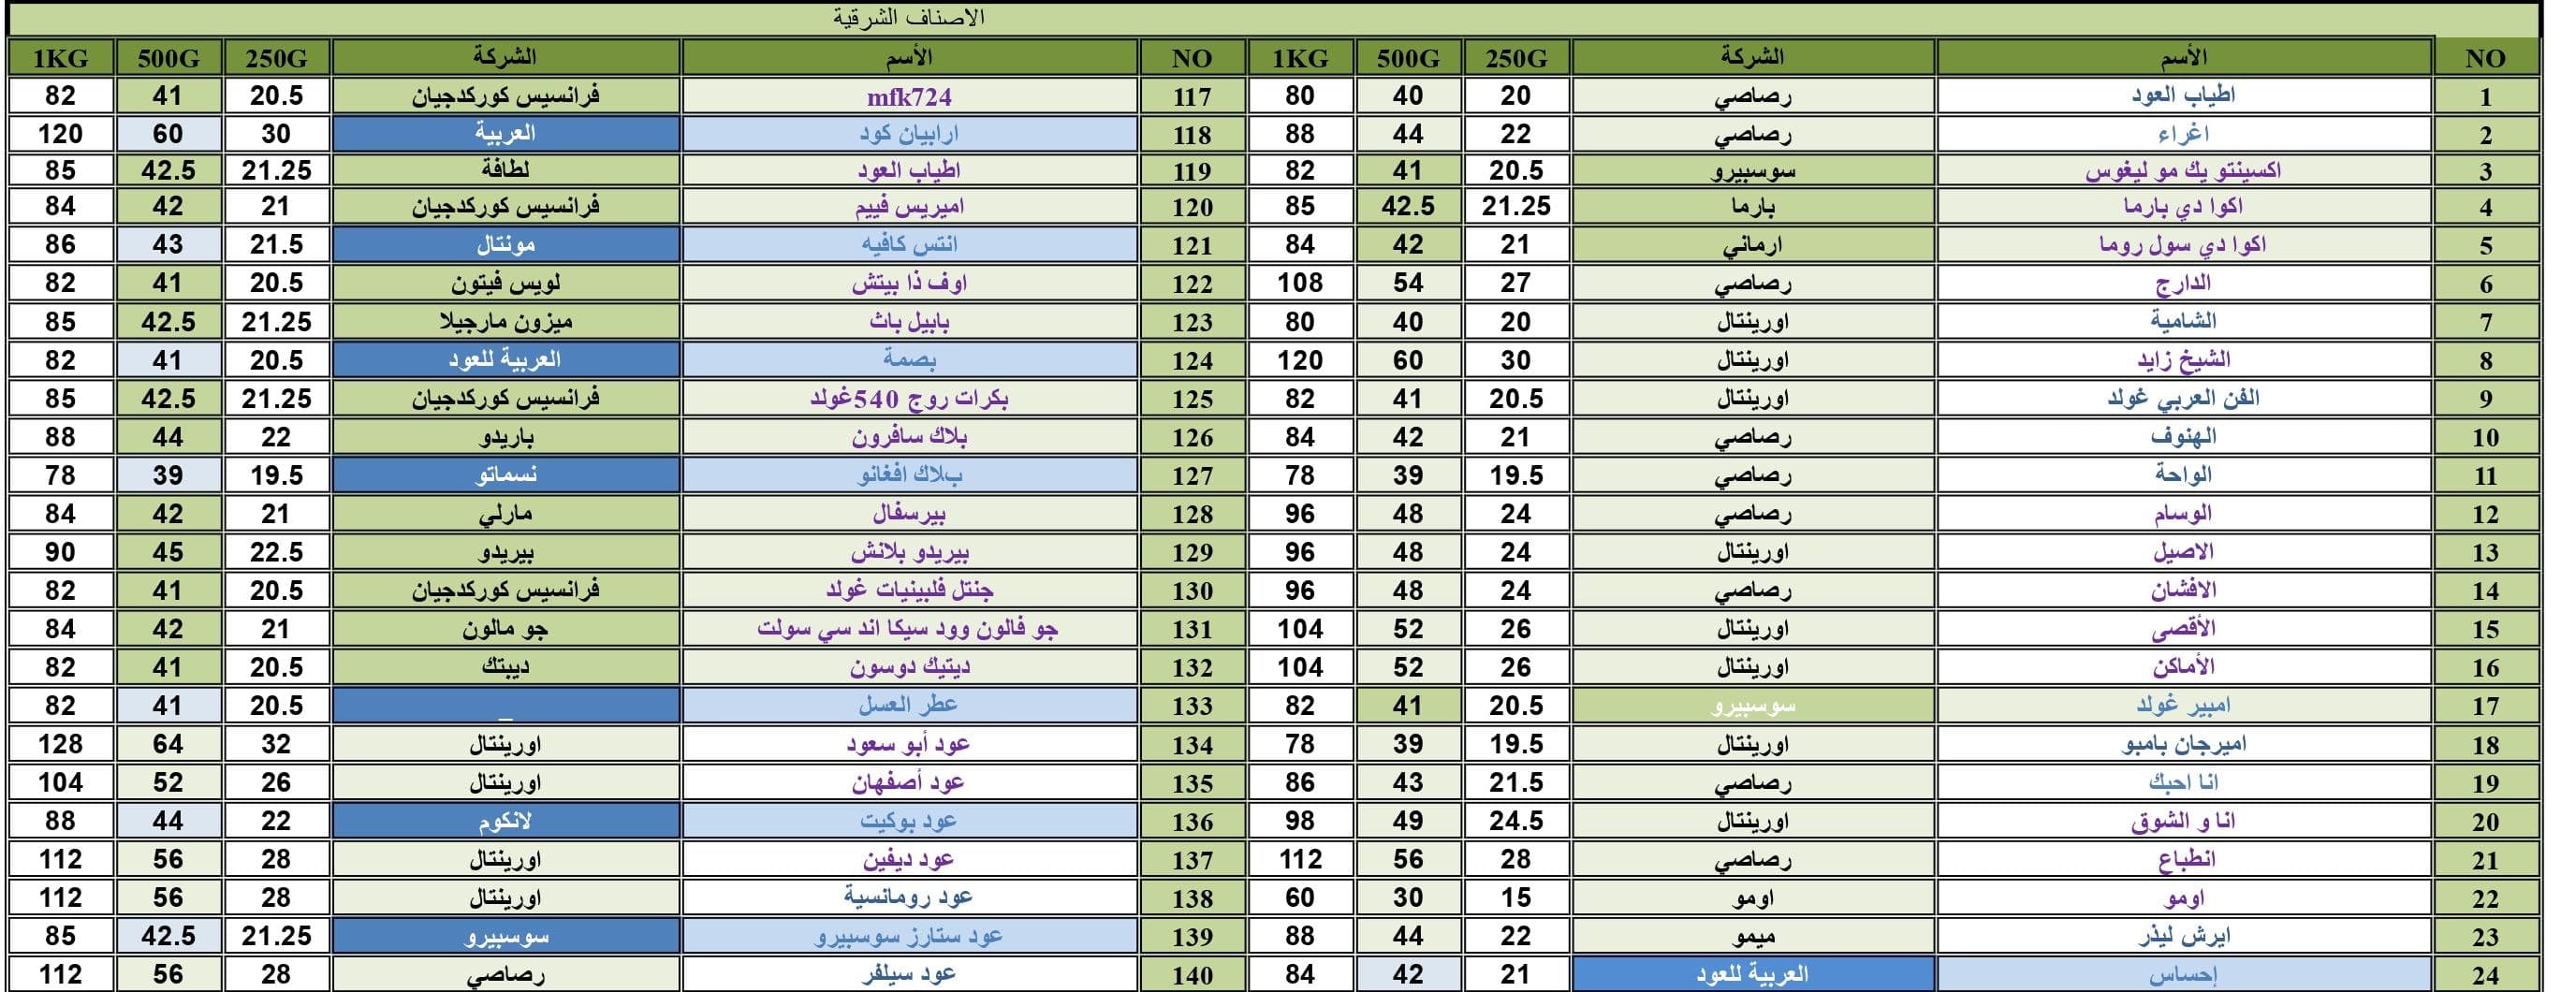 الاصناف الشرقية
NO الأسم الشركة 250G 500G 1KG NO الأسم الشركة 250G 500G 1KG
1 اطياب العود رصاصي 20 40 80 117 mfk724 فرانسيس كوركدجيان 20.5 41 82
2 اغراء رصاصي 22 44 88 118 ارابيان كود العربية 30 60 120
3 اكسينتو يك مو ليغوس سوسبيرو 20.5 41 82 119 اطياب العود لطافة 21.25 42.5 85
4 اكوا دي بارما بارما 21.25 42.5 85 120 اميريس فييم فرانسيس كوركدجيان 21 42 84
5 اكوا دي سول روما ارماني 21 42 84 121 انتس كافيه مونتال 21.5 43 86
6 الدارج رصاصي 27 54 108 122 اوف ذا بيتش لويس فيتون 20.5 41 82
7 الشامية اورينتال 20 40 80 123 بابيل باث ميزون مارجيلا 21.25 42.5 85
8 الشيخ زايد اورينتال 30 60 120 124 بصمة العربية للعود 20.5 41 82
9 الفن العربي غولد اورينتال 20.5 41 82 125 بكرات روج 540غولد فرانسيس كوركدجيان 21.25 42.5 85
10 الهنوف رصاصي 21 42 84 126 بلاك سافرون باريدو 22 44 88
11 الواحة رصاصي 19.5 39 78 127 بلاك افغانو نسماتو 19.5 39 78
12 الوسام رصاصي 24 48 96 128 بيرسفال مارلي 21 42 84
13 الاصيل اورينتال 24 48 96 129 بيريدو بلانش بيريدو 22.5 45 90
14 الافشان رصاصي 24 48 96 130 جنتل فلبينيات غولد فرانسيس كوركدجيان 20.5 41 82
15 الأقصى اورينتال 26 52 104 131 جو فالون وود سيكا اند سي سولت جو مالون 21 42 84
16 الأماكن اورينتال 26 52 104 132 ديتيك دوسون ديبتك 20.5 41 82
17 امبير غولد سوسبيرو 20.5 41 82 133 عطر العسل _ 20.5 41 82
18 اميرجان بامبو اورينتال 19.5 39 78 134 عود أبو سعود اورينتال 32 64 128
19 انا احبك رصاصي 21.5 43 86 135 عود أصفهان اورينتال 26 52 104
20 انا و الشوق اورينتال 24.5 49 98 136 عود بوكيت لانكوم 22 44 88
21 انطباع رصاصي 28 56 112 137 عود ديفين اورينتال 28 56 112
22 اومو اومو 15 30 60 138 عود رومانسية اورينتال 28 56 112
23 ايرش ليذر ميمو 22 44 88 139 عود ستارز سوسبيرو سوسبيرو 21.25 42.5 85
24 إحساس العربية للعود 21 42 84 140 عود سيلفر رصاصي 28 56 112